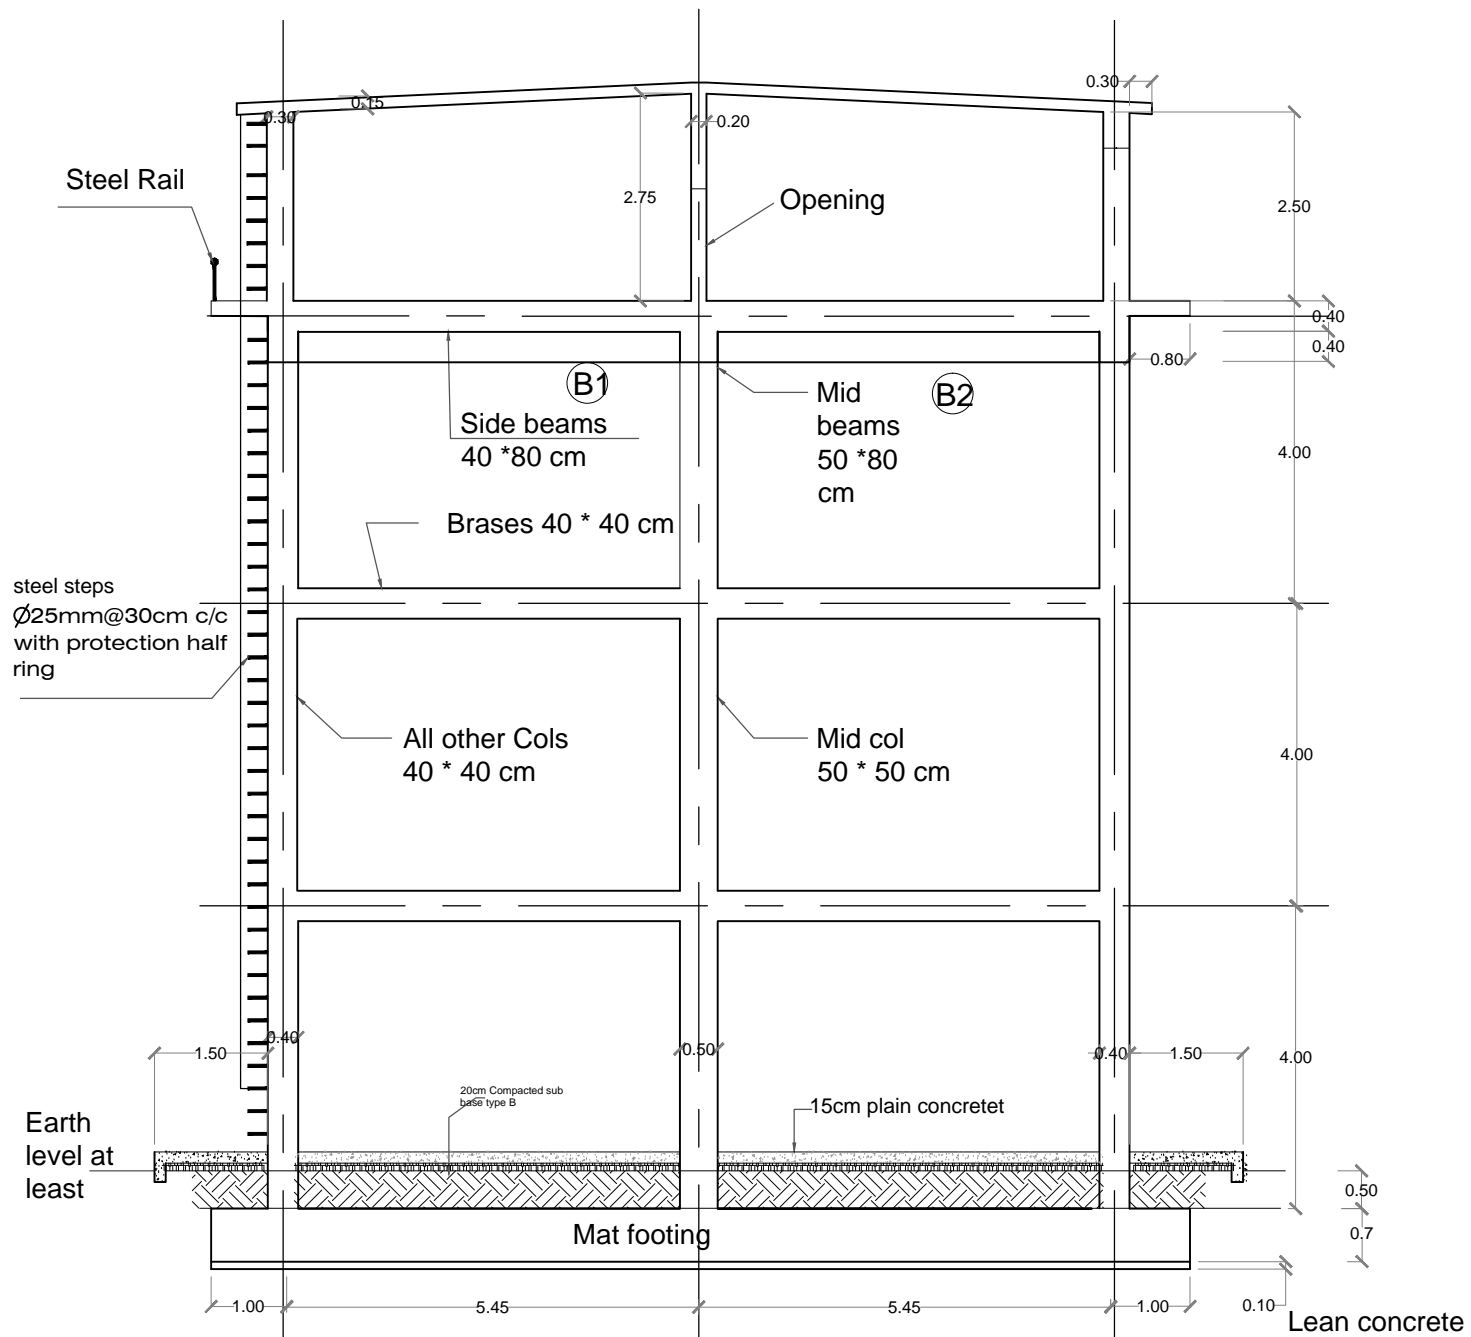 0.30
0.15
0.30
0.20
Steel Rail
2.75
Opening
2.50
0.40
0.40
0.80
B1
B2
Mid
beams
50 *80
cm
Side beams
40 *80 cm
4.00
Brases 40 * 40 cm
steel steps
Ø25mm@30cm c/c
with protection half
ring
All other Cols
40 * 40 cm
Mid col
50 * 50 cm
4.00
0.40
1.50
0.50
0.40
1.50
4.00
20cm Compacted sub
base type B
15cm plain concretet
Earth
level at
least
0.50
Mat footing
0.7
1.00
5.45
5.45
1.00
0.10
Lean concrete